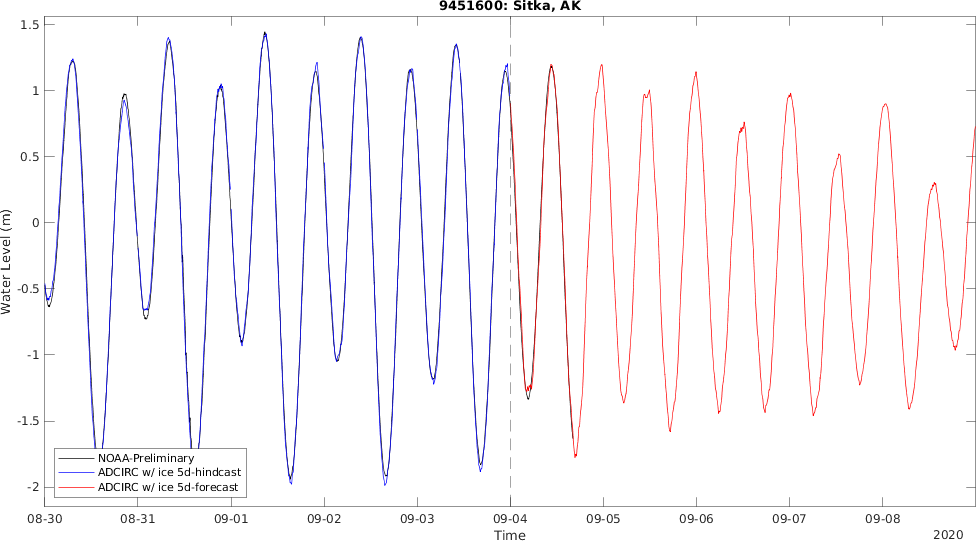 9451600: Sitka, AK
1.5
1
0.5
0
-0.5
-1
-1.5
-2
Water Level (m)
NOAA-Preliminary
ADCIRC w/ ice 5d-hindcast
ADCIRC w/ ice 5d-forecast
08-30 08-31 09-01 09-02 09-03 09-04 09-05 09-06 09-07 09-08
Time
2020